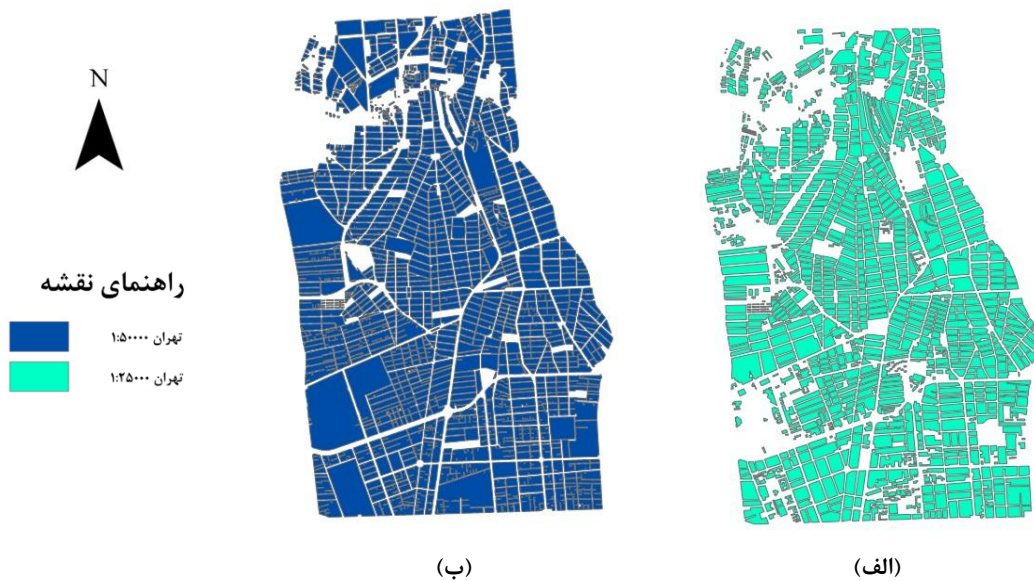 N
راهنمای نقشه
تهران ۱:۵۰۰۰۰
تهران ۱:۲۵۰۰۰
(الف)
(ب)